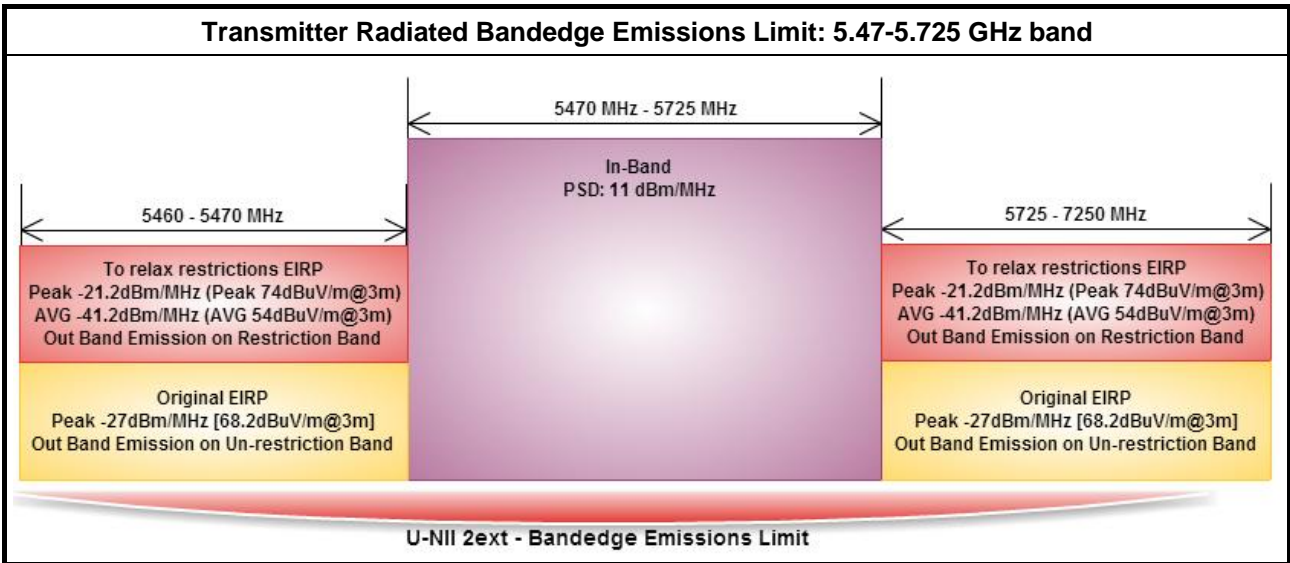 Transmitter Radiated Bandedge Emissions Limit: 5.47-5.725 GHz band
5470 MHz - 5725 MHz
In-Band
PSD: 11 dBm/MHz
5460 - 5470 MHz
To relax restrictions EIRP
Peak -21.2dBm/MHz (Peak 74dBuV/m@3m)
AVG -41.2dBm/MHz (AVG 54dBuV/m@3m)
Out Band Emission on Restriction Band
Original EIRP
Peak -27dBm/MHz [68.2dBuV/m@3m]
Out Band Emission on Un-restriction Band
5725 - 7250 MHz
To relax restrictions EIRP
Peak -21.2dBm/MHz (Peak 74dBuV/m@3m)
AVG -41.2dBm/MHz (AVG 54dBuV/m@3m)
Out Band Emission on Restriction Band
Original EIRP
Peak -27dBm/MHz [68.2dBuV/m@3m]
Out Band Emission on Un-restriction Band
U-NII 2ext - Bandedge Emissions Limit